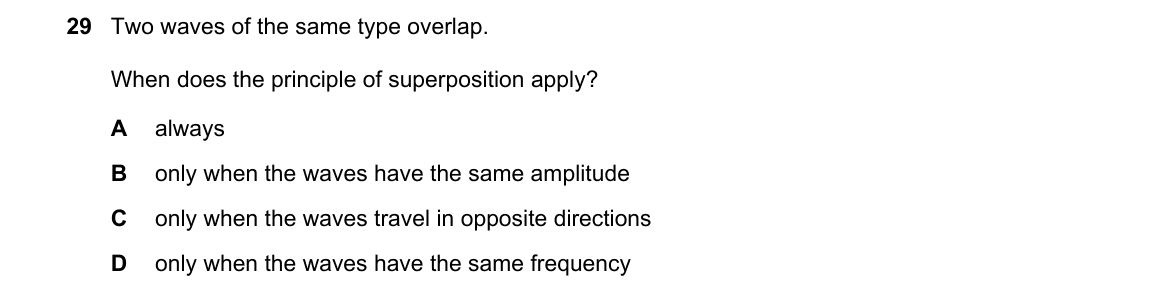 29 Two waves of the same type overlap.
When does the principle of superposition apply?
A always
B only when the waves have the same amplitude
C only when the waves travel in opposite directions
D only when the waves have the same frequency